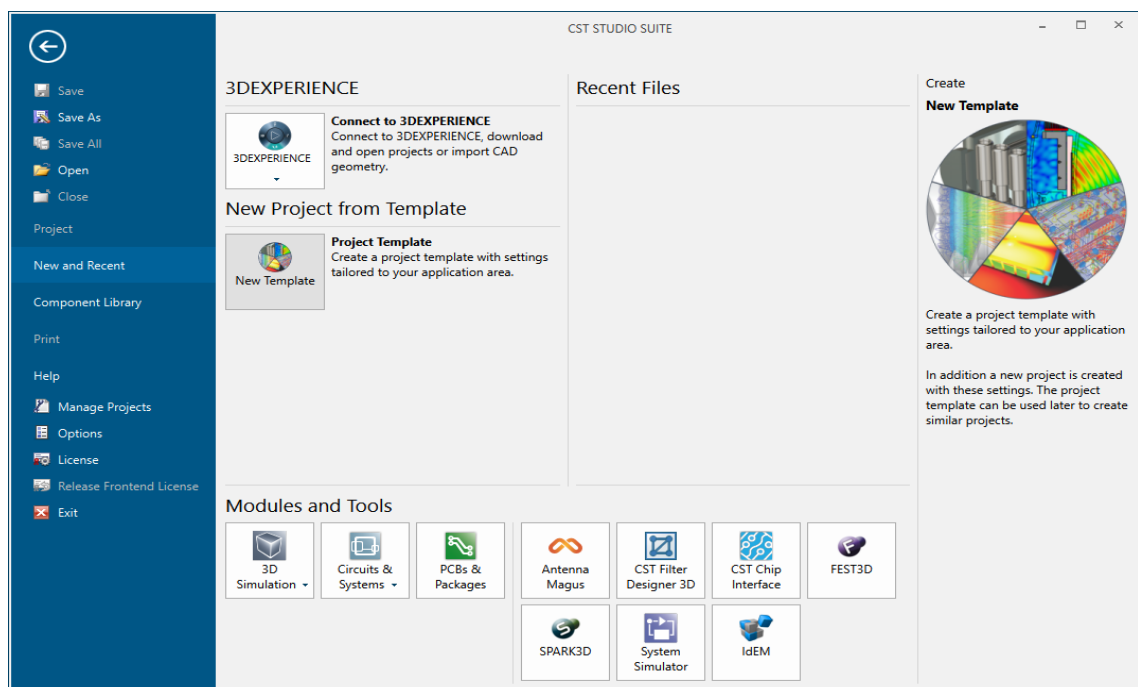 CST STUDIO SUITE
Save
Save As
Save All
Open
Close
Project
New and Recent
Component Library
Print
Help
Manage Projects
Options
License
Release Frontend License
Exit
3DEXPERIENCE
3DEXPERIENCE
Connect to 3DEXPERIENCE
Connect to 3DEXPERIENCE, download
and open projects or import CAD
geometry.
New Project from Template
New Template
Project Template
Create a project template with settings
tailored to your application area.
Recent Files
Modules and Tools
3D
Simulation
Circuits &
Systems
PCBs &
Packages
Antenna
Magus
CST Filter
Designer 3D
CST Chip
Interface
FEST3D
SPARK3D
System
Simulator
IdEM
Create
New Template
Create a project template with
settings tailored to your application
area.
In addition a new project is created
with these settings. The project
template can be used later to create
similar projects.